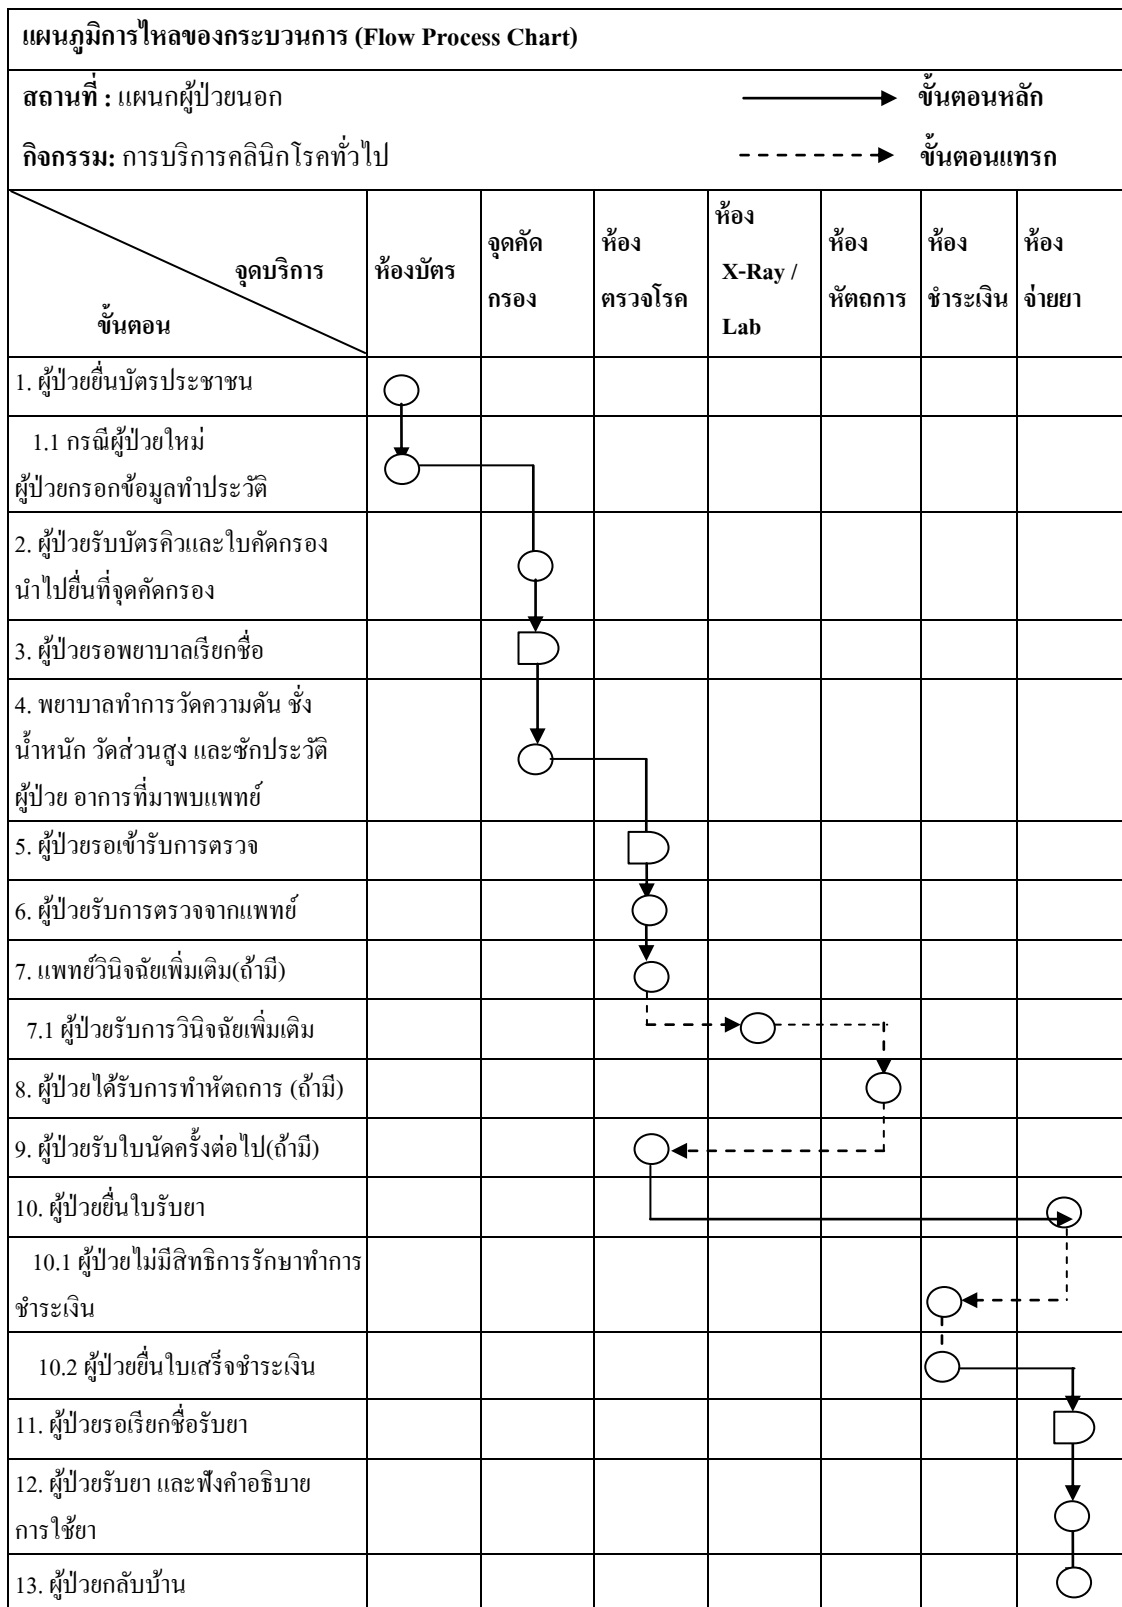 แผนภูมิการไหลของกระบวนการ (Flow Process Chart)
สถานที่ : แผนกผู้ป่วยนอก
ขั้นตอนหลัก
กิจกรรม: การบริการคลินิกโรคทั่วไป
ขั้นตอนแทรก
จุดบริการ
ขั้นตอน
ห้องบัตร
จุดคัด
กรอง
ห้อง
ตรวจโรค
ห้อง
X-Ray /
Lab
ห้อง
หัตถการ
ห้อง
ชำระเงิน
ห้อง
จ่ายยา
1. ผู้ป่วยยื่นบัตรประชาชน
1.1 กรณีผู้ป่วยใหม่
ผู้ป่วยกรอกข้อมูลทำประวัติ
2. ผู้ป่วยรับบัตรคิวและใบคัดกรอง
นำไปยื่นที่จุดคัดกรอง
3. ผู้ป่วยรอพยาบาลเรียกชื่อ
4. พยาบาลทำการวัดความดัน ชั่ง
น้ำหนัก วัดส่วนสูง และซักประวัติ
ผู้ป่วย อาการที่มาพบแพทย์
5. ผู้ป่วยรอเข้ารับการตรวจ
6. ผู้ป่วยรับการตรวจจากแพทย์
7. แพทย์วินิจฉัยเพิ่มเติม(ถ้ามี)
7.1 ผู้ป่วยรับการวินิจฉัยเพิ่มเติม
8. ผู้ป่วยได้รับการทำหัตถการ (ถ้ามี)
9. ผู้ป่วยรับใบนัดครั้งต่อไป(ถ้ามี)
10. ผู้ป่วยยื่นใบรับยา
10.1 ผู้ป่วยไม่มีสิทธิการรักษาทำการ
ชำระเงิน
10.2 ผู้ป่วยยื่นใบเสร็จชำระเงิน
11. ผู้ป่วยรอเรียกชื่อรับยา
12. ผู้ป่วยรับยา และฟังคำอธิบาย
การใช้ยา
13. ผู้ป่วยกลับบ้าน